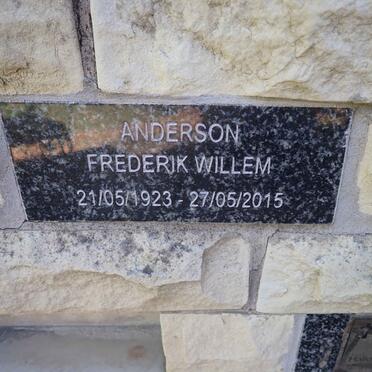 ANDERSON
FREDERIK WILLEM
21/05/1923 - 27/05/2015